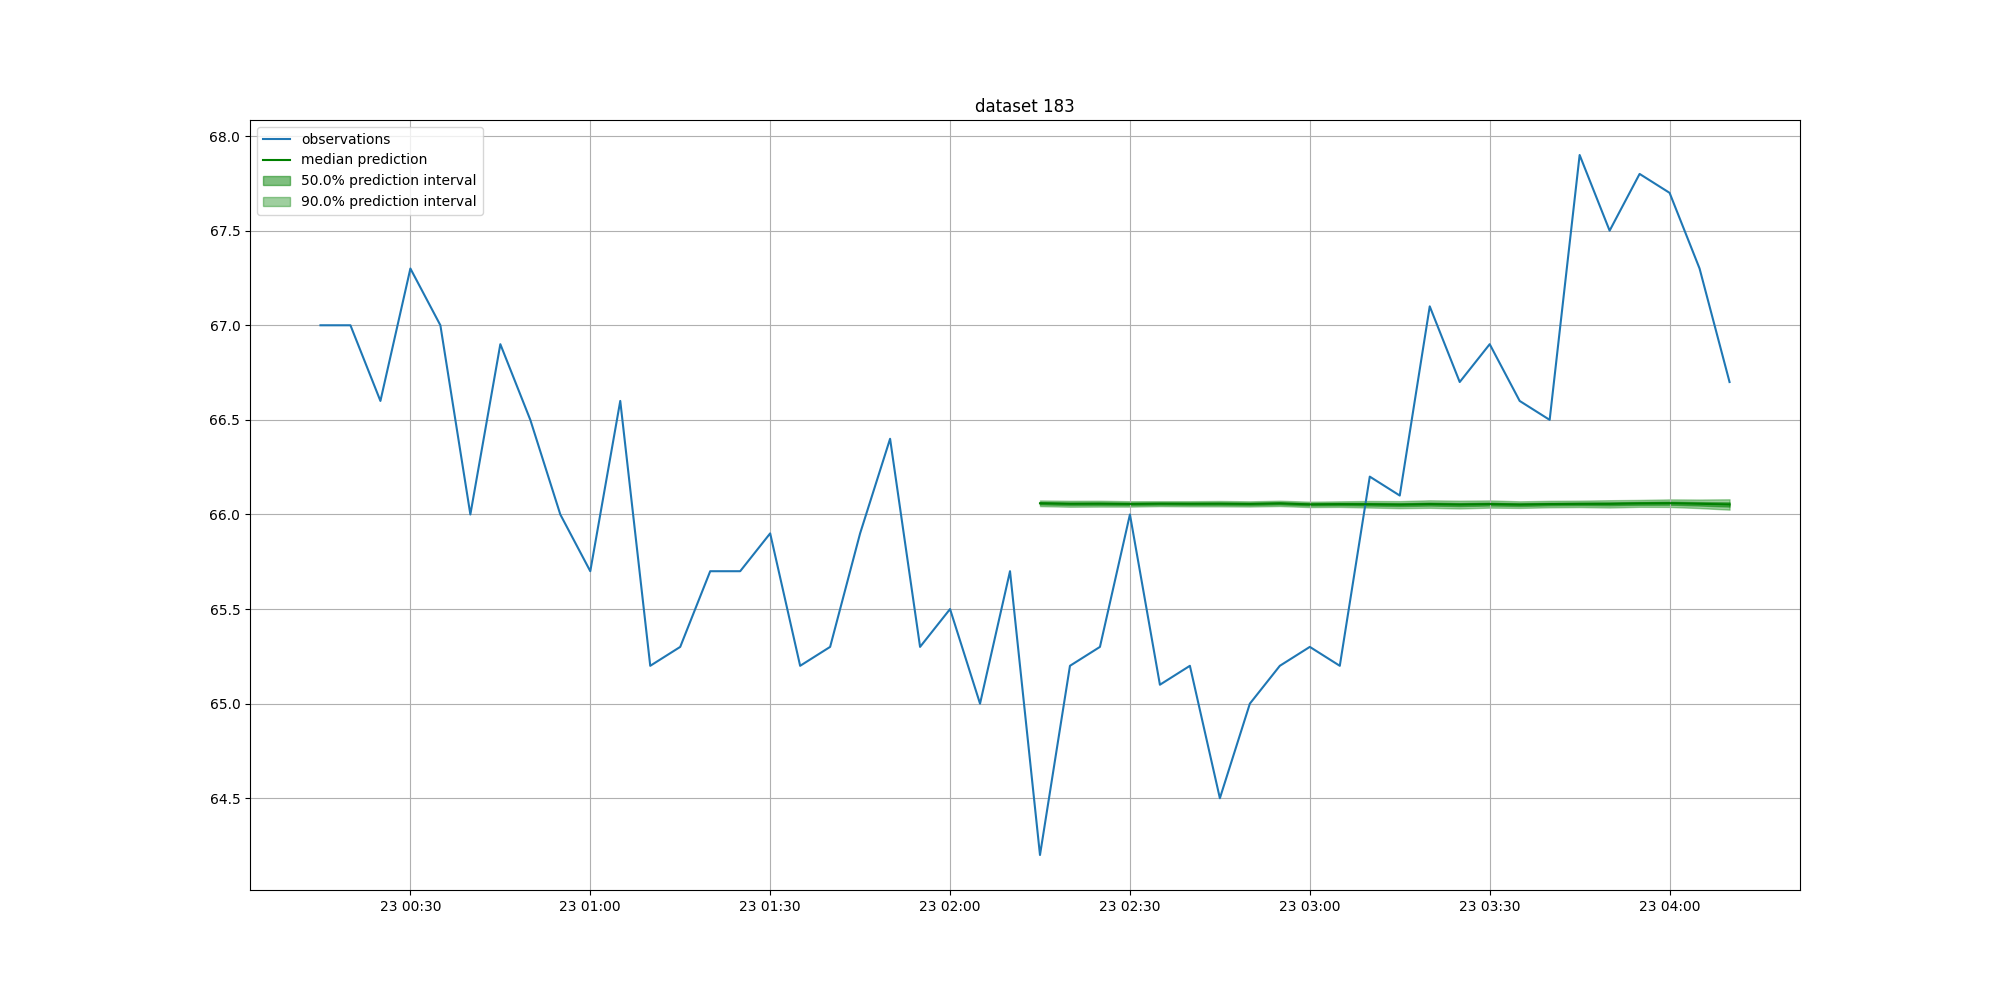 dataset 183
observations
median prediction
50.0% prediction interval
90.0% prediction interval
68.0
67.5
67.0
66.5
66.0
65.5
65.0
64.5
23 00:30 23 01:00 23 01:30 23 02:00 23 02:30 23 03:00 23 03:30 23 04:00